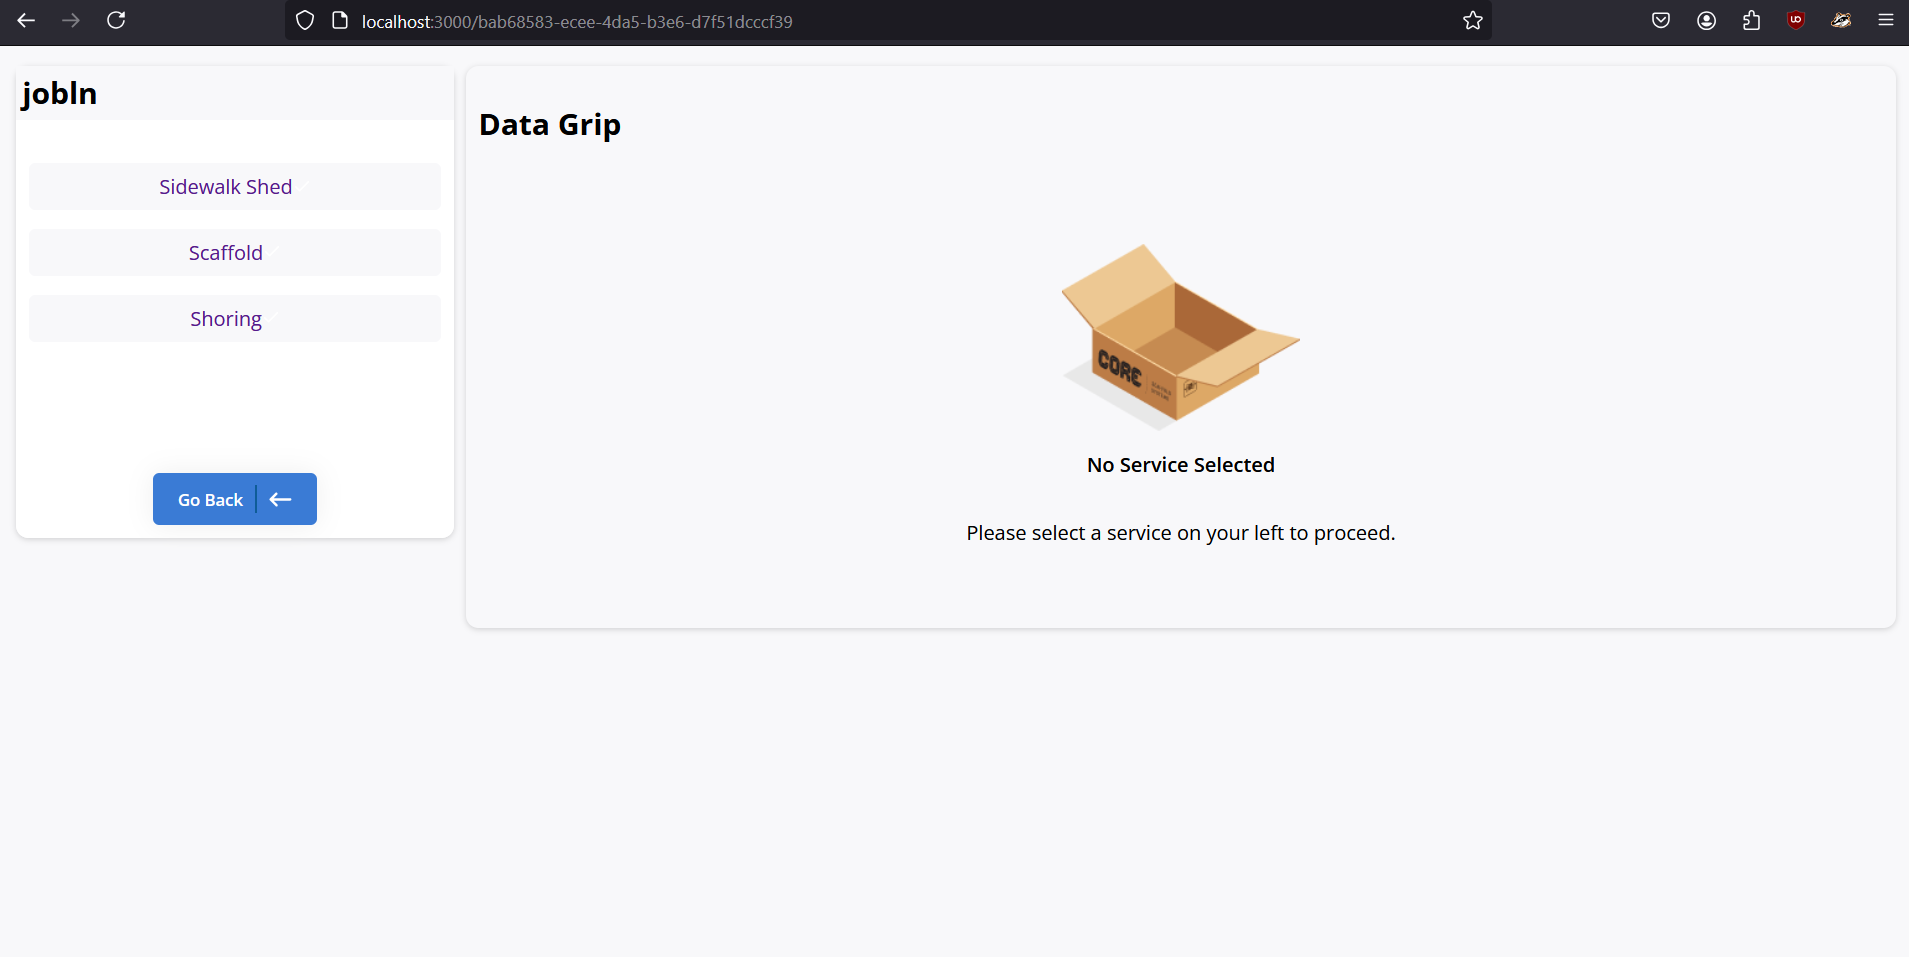 localhost:3000/bab68583-ecee-4da5-b3e6-d7f51dcccf39
jobln
Sidewalk Shed
Scaffold
Shoring
Go Back
Data Grip
CORE
No Service Selected
Please select a service on your left to proceed.